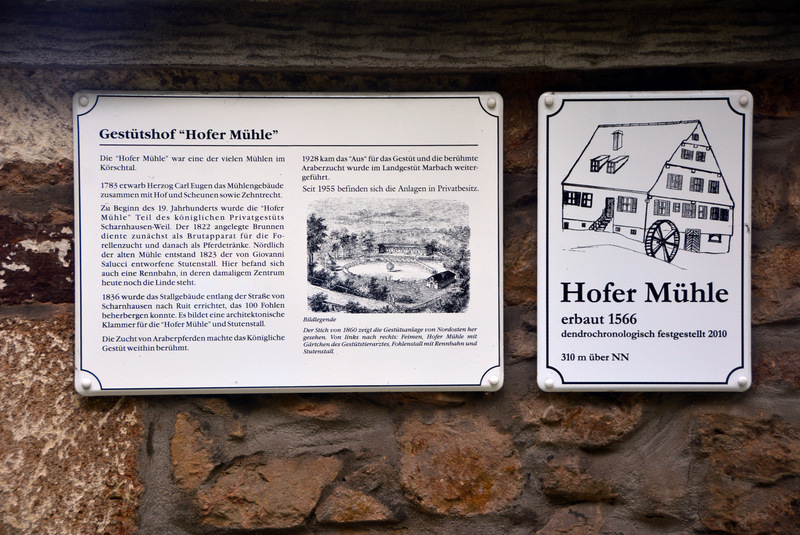 Gestütshof "Hofer Mühle"
Die "Hofer Mühle" war eine der vielen Mühlen im
Körschtal.
1783 erwarb Herzog Carl Eugen das Mühlengebäude
zusammen mit Hof und Scheunen sowie Zehntrecht.
Zu Beginn des 19. Jahrhunderts wurde die "Hofer
Mühle" Teil des königlichen Privatgestüts
Scharnhausen-Weil. Der 1822 angelegte Brunnen
diente zunächst als Brutapparat für die Fo-
rellenzucht und danach als Pferdetränke. Nördlich
der alten Mühle entstand 1823 der von Giovanni
Salucci entworfene Stutenstall. Hier befand sich
auch eine Rennbahn, in deren damaligem Zentrum
heute noch die Linde steht.
1836 wurde das Stallgebäude entlang der Straße von
Scharnhausen nach Ruit errichtet, das 100 Fohlen
beherbergen konnte. Es bildet eine architektonische
Klammer für die "Hofer Mühle" und Stutenstall.
Die Zucht von Araberpferden machte das Königliche
Gestüt weithin berühmt.
1928 kam das "Aus" für das Gestüt und die berühmte
Araberzucht wurde im Landgestüt Marbach weiter-
geführt.
Seit 1955 befinden sich die Anlagen in Privatbesitz.
Bildlegende
Der Stich von 1860 zeigt die Gestütsanlage von Nordosten her
gesehen. Von links nach rechts: Feimen, Hofer Mühle mit
Gärtchen des Gestütstierarztes, Fohlenstall mit Rennbahn und
Stutenstall.
Hofer Mühle
erbaut 1566
dendrochronologisch festgestellt 2010
310 m über NN